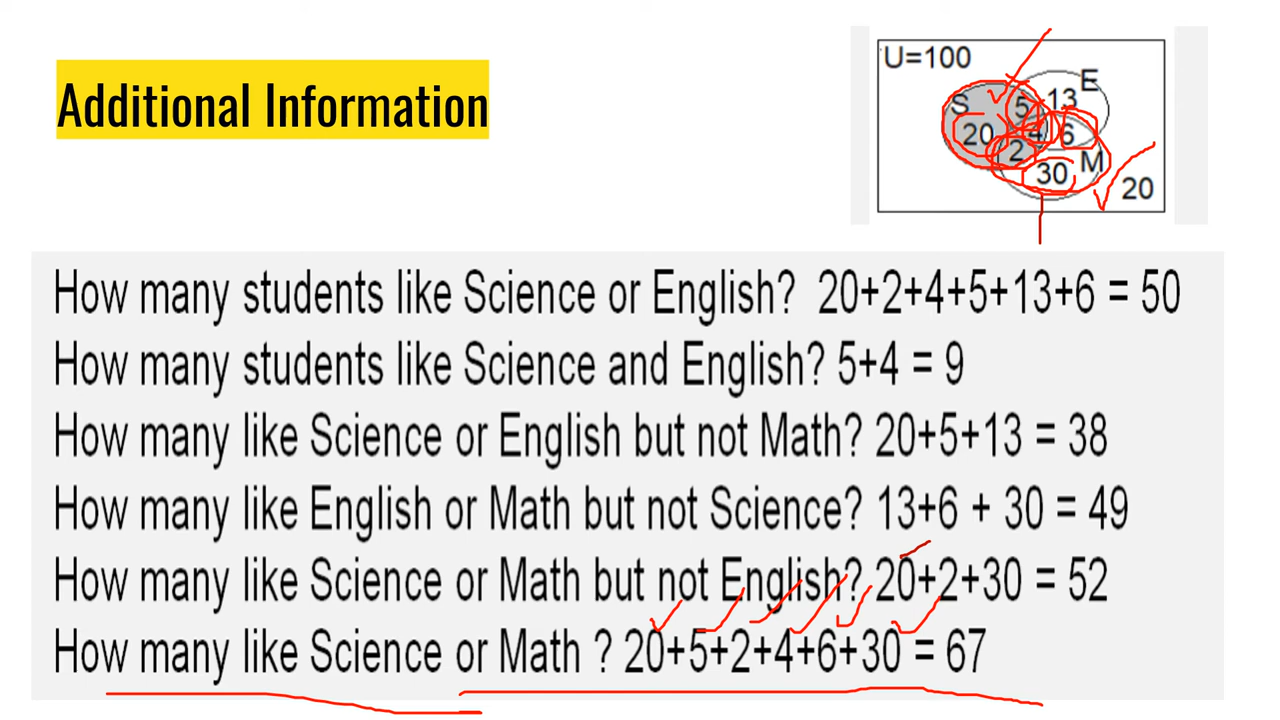 Additional Information
U=100
S
E
5
13
20
4
6
2
M
30
20
How many students like Science or English? 20+2+4+5+13+6 = 50
How many students like Science and English? 5+4 = 9
How many like Science or English but not Math? 20+5+13 = 38
How many like English or Math but not Science? 13+6 + 30 = 49
How many like Science or Math but not English? 20+2+30 = 52
How many like Science or Math ? 20+5+2+4+6+30 = 67